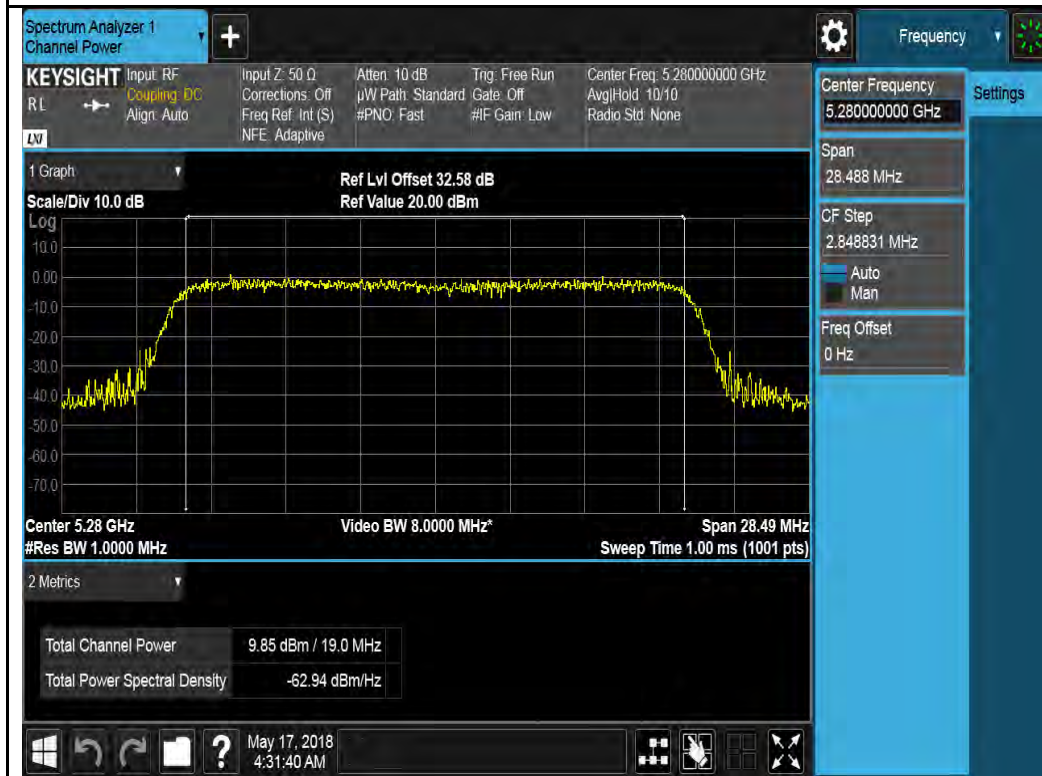 Spectrum Analyzer 1
Channel Power
+
Frequency
KEYSIGHT
RL
LXI
Input: RF
Coupling: DC
Align: Auto
Input Z: 50 Ω
Corrections: Off
Freq Ref: Int (S)
NFE: Adaptive
Atten: 10 dB
µW Path: Standard
#PNO: Fast
Trig: Free Run
Gate: Off
#IF Gain: Low
Center Freq: 5.280000000 GHz
Avg|Hold: 10/10
Radio Std: None
Center Frequency
5.280000000 GHz
Settings
Span
28.488 MHz
CF Step
2.848831 MHz
Auto
Man
Freq Offset
0 Hz
1 Graph
Ref Lvl Offset 32.58 dB
Scale/Div 10.0 dB
Ref Value 20.00 dBm
Log
10.0
0.00
-10.0
-20.0
-30.0
-40.0
-50.0
-60.0
-70.0
Center 5.28 GHz
Video BW 8.0000 MHz*
Span 28.49 MHz
#Res BW 1.0000 MHz
Sweep Time 1.00 ms (1001 pts)
2 Metrics
Total Channel Power
9.85 dBm / 19.0 MHz
Total Power Spectral Density
-62.94 dBm/Hz
?
May 17, 2018
4:31:40 AM